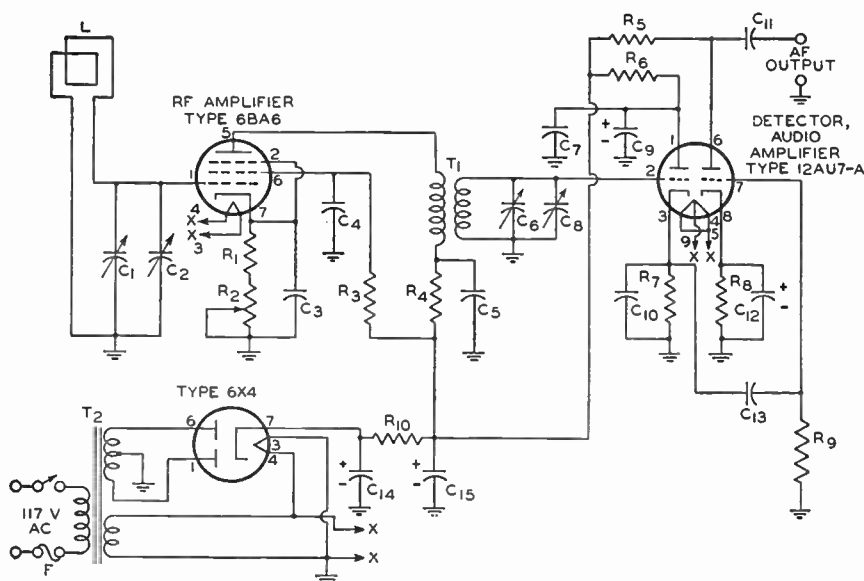 L
RF AMPLIFIER
TYPE 6BA6
5
2
1
6
4
7
X
X
3
C1
C2
R1
R2
C3
C4
R3
R4
C5
T1
C6
C8
R5
R6
C7
+
-
C9
C11
AF
OUTPUT
DETECTOR,
AUDIO
AMPLIFIER
TYPE 12AU7-A
1
6
2
7
3
4
8
9
5
X
X
R7
C10
R8
C12
+
-
C13
R9
TYPE 6X4
T2
6
7
3
1
4
R10
+
-
C14
+
-
C15
117 V
AC
F
X
X